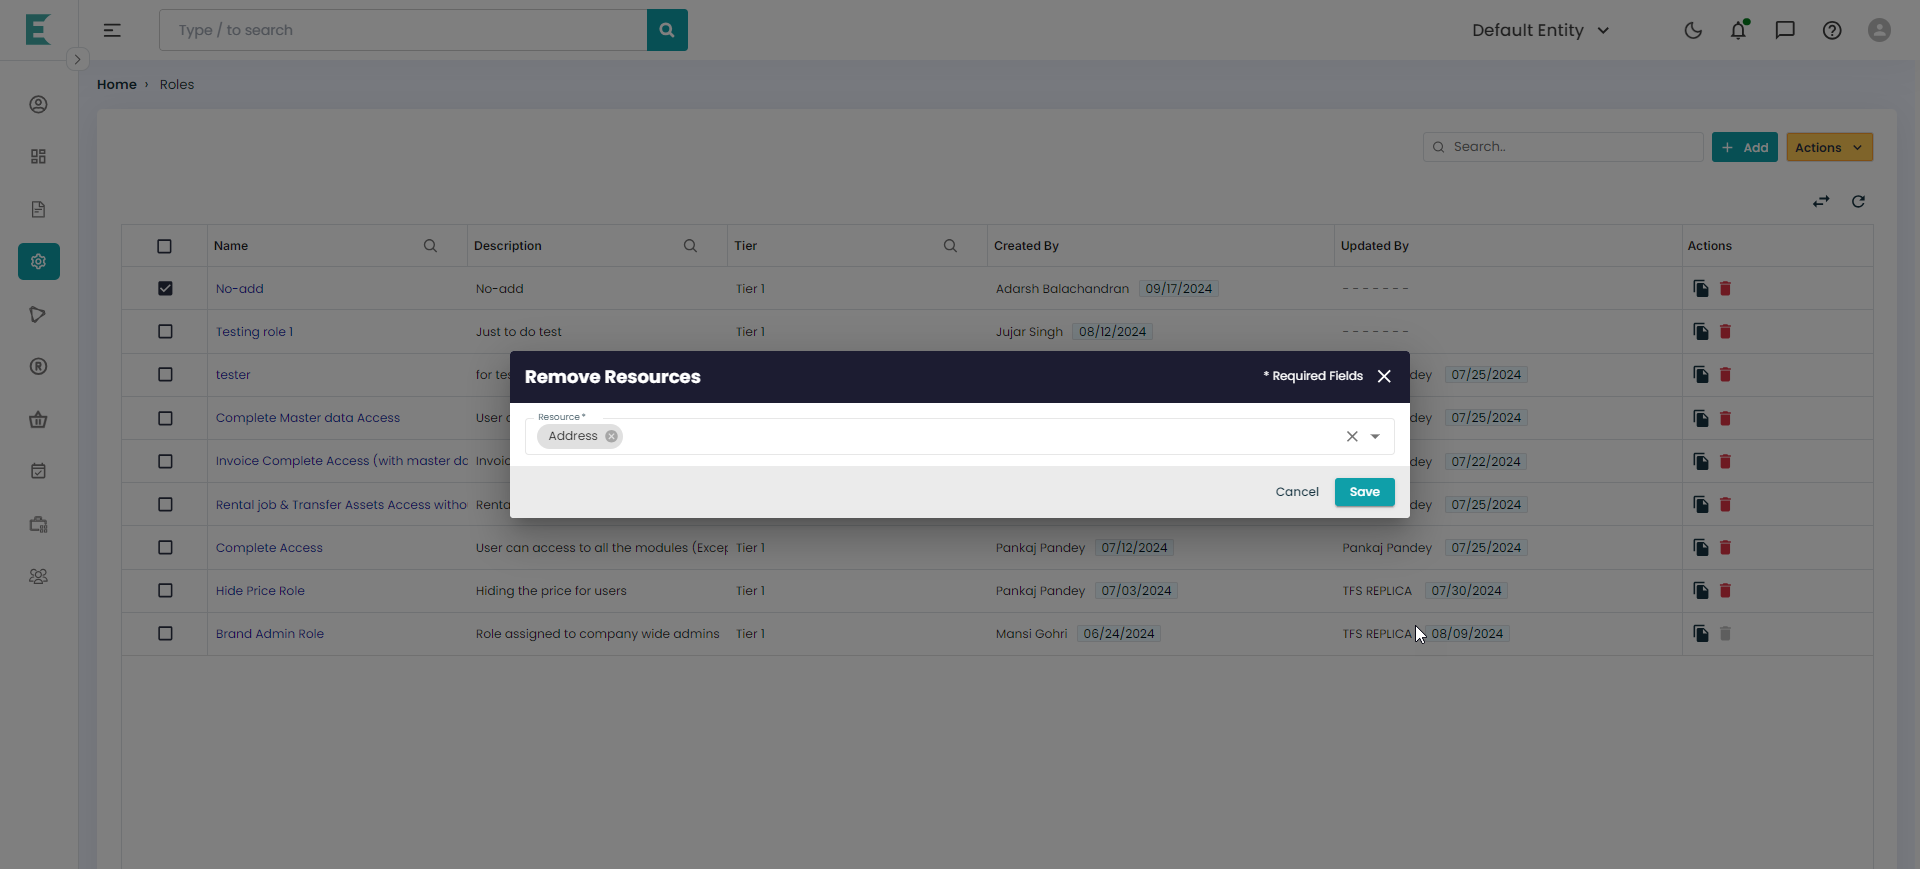 Type / to search
Default Entity
Home › Roles
Search..
+ Add
Actions
Name Description Tier Created By Updated By Actions
No-add No-add Tier 1 Adarsh Balachandran 09/17/2024 - - - - - - -
Testing role 1 Just to do test Tier 1 Jujar Singh 08/12/2024 - - - - - - -
tester for tes dey 07/25/2024
Complete Master data Access User dey 07/25/2024
Invoice Complete Access (with master da Invoic dey 07/22/2024
Rental job & Transfer Assets Access witho Renta dey 07/25/2024
Complete Access User can access to all the modules (Excep Tier 1 Pankaj Pandey 07/12/2024 Pankaj Pandey 07/25/2024
Hide Price Role Hiding the price for users Tier 1 Pankaj Pandey 07/03/2024 TFS REPLICA 07/30/2024
Brand Admin Role Role assigned to company wide admins Tier 1 Mansi Gohri 06/24/2024 TFS REPLICA 08/09/2024
Remove Resources
* Required Fields
Resource *
Address
Cancel
Save